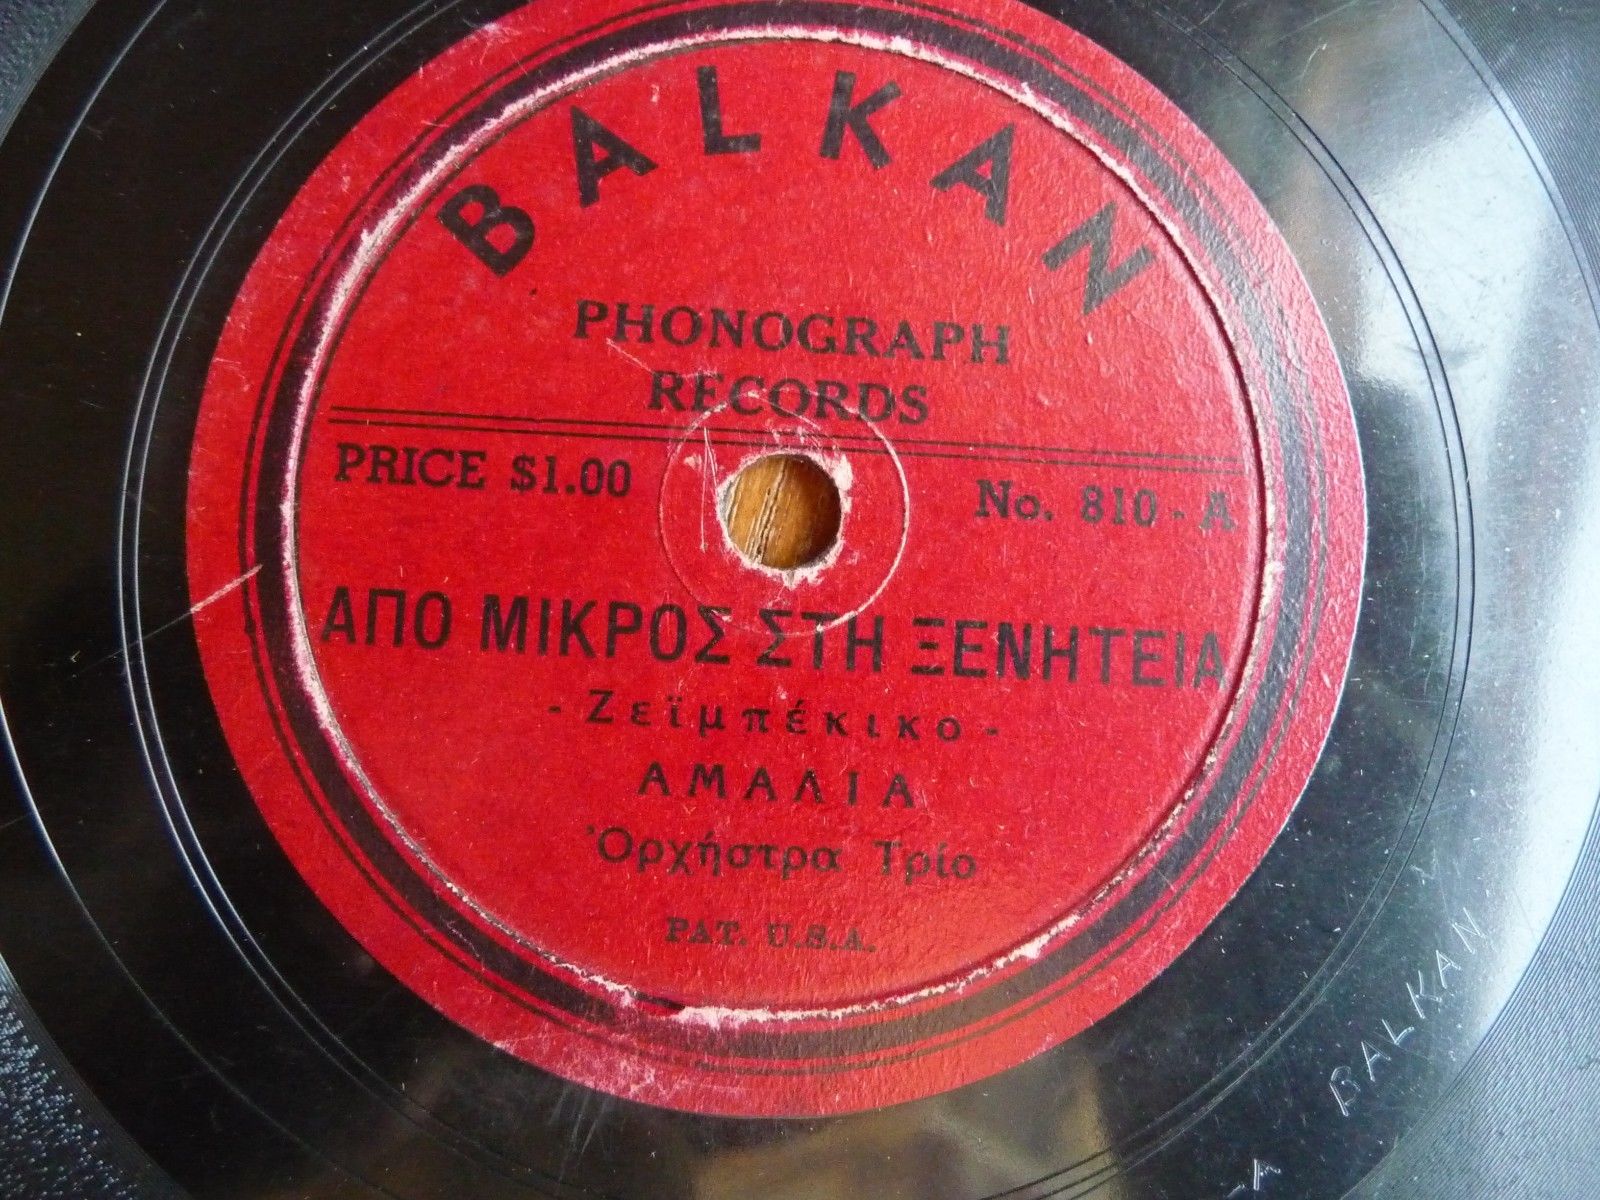 BALKAN
PHONOGRAPH
RECORDS
PRICE $1.00
No. 810 - A
ΑΠΟ ΜΙΚΡΟΣ ΣΤΗ ΞΕΝΗΤΕΙΑ
- Ζεϊμπέκικο -
ΑΜΑΛΙΑ
Ὀρχήστρα Τρίο
PAT. U.S.A.
BALKAN
-A